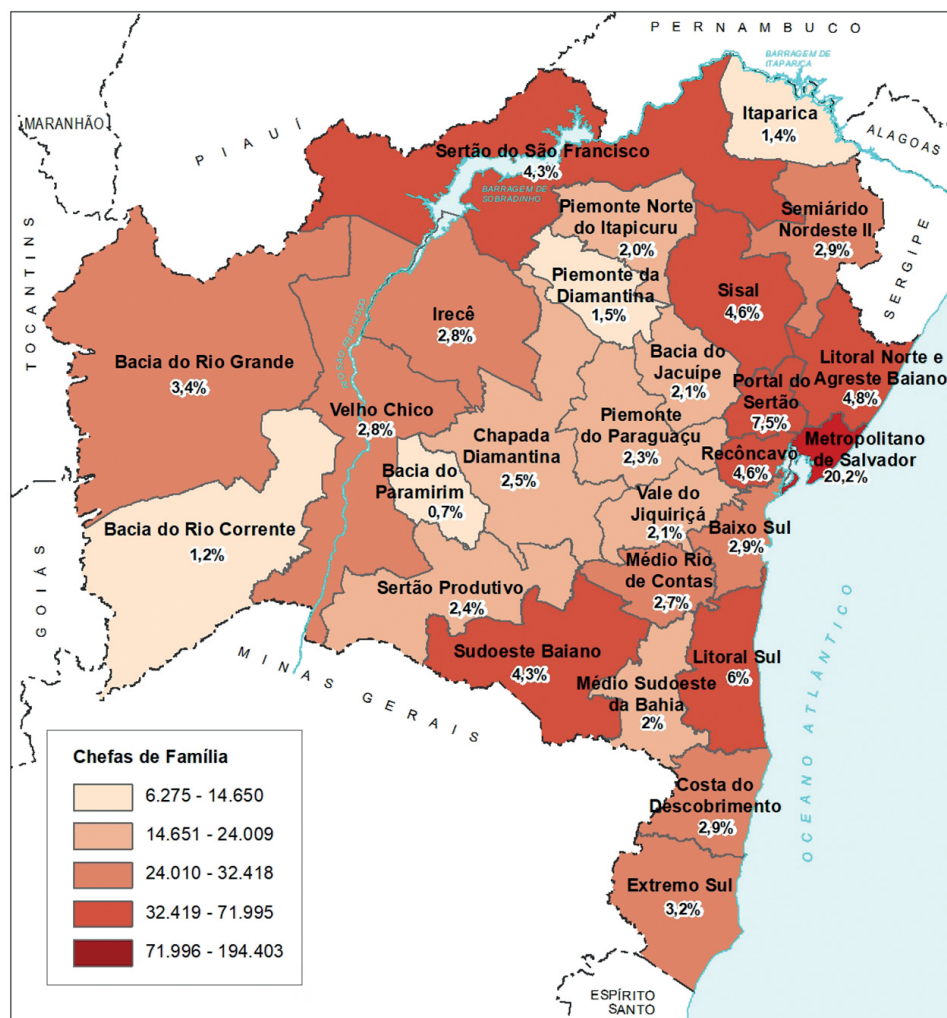 PERNAMBUCO
BARRAGEM DE
ITAPARICA
MARANHÃO
PIAUÍ
Itaparica
1,4%
ALAGOAS
Sertão do São Francisco
4,3%
BARRAGEM DE
SOBRADINHO
TOCANTINS
Piemonte Norte
do Itapicuru
2,0%
Semiárido
Nordeste II
2,9%
SERGIPE
Piemonte da
Diamantina
1,5%
Sisal
4,6%
Irecê
2,8%
RIO SÃO FRANCISCO
Bacia do Rio Grande
3,4%
Bacia do
Jacuípe
2,1%
Litoral Norte e
Agreste Baiano
4,8%
Portal do
Sertão
7,5%
Velho Chico
2,8%
Chapada
Diamantina
2,5%
Piemonte
do Paraguaçu
2,3%
Recôncavo
4,6%
Metropolitano
de Salvador
20,2%
Bacia do
Paramirim
0,7%
Vale do
Jiquiriçá
2,1%
Bacia do Rio Corrente
1,2%
Baixo Sul
2,9%
GOIÁS
Médio Rio
de Contas
2,7%
Sertão Produtivo
2,4%
OCEANO ATLÂNTICO
MINAS GERAIS
Sudoeste Baiano
4,3%
Litoral Sul
6%
Médio Sudoeste
da Bahia
2%
Costa do
Descobrimento
2,9%
Extremo Sul
3,2%
ESPÍRITO
SANTO
Chefas de Família
6.275 - 14.650
14.651 - 24.009
24.010 - 32.418
32.419 - 71.995
71.996 - 194.403